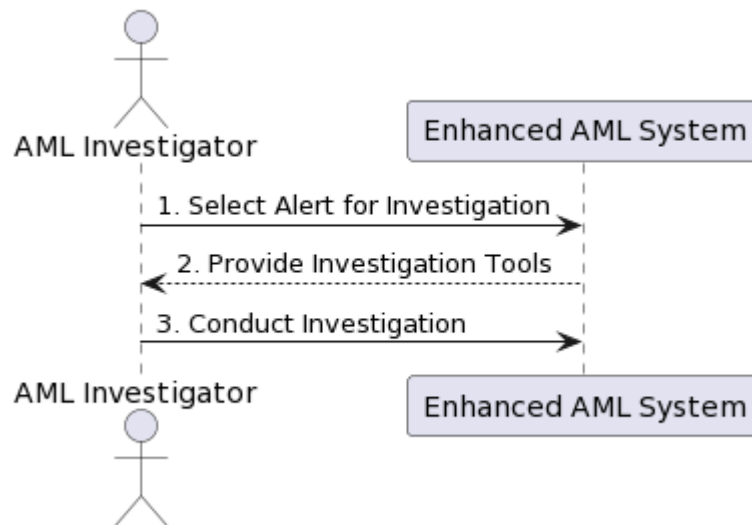 AML Investigator
Enhanced AML System
1. Select Alert for Investigation
2. Provide Investigation Tools
3. Conduct Investigation
AML Investigator
Enhanced AML System